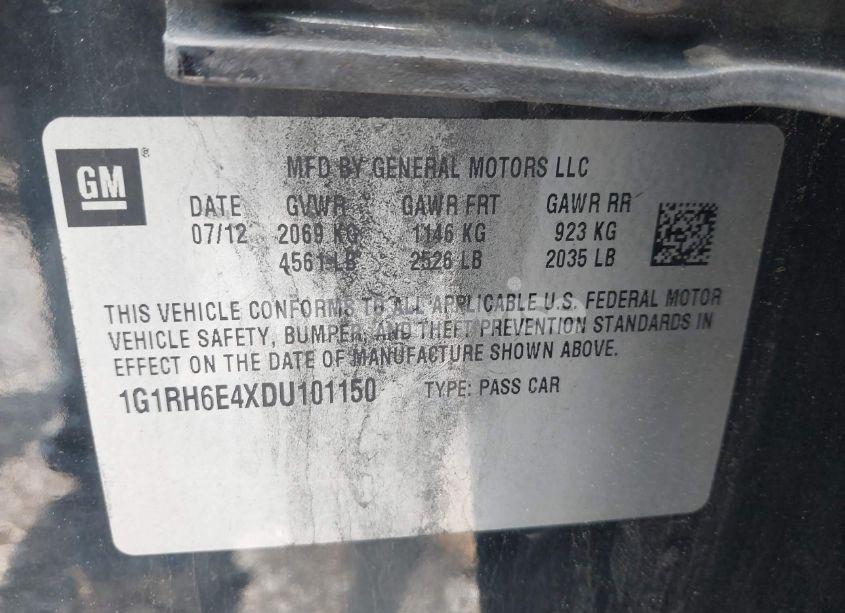 GM ®
MFD BY GENERAL MOTORS LLC
DATE GVWR GAWR FRT GAWR RR
07/12 2069 KG 1146 KG 923 KG
4561 LB 2526 LB 2035 LB
THIS VEHICLE CONFORMS TO ALL APPLICABLE U.S. FEDERAL MOTOR
VEHICLE SAFETY, BUMPER, AND THEFT PREVENTION STANDARDS IN
EFFECT ON THE DATE OF MANUFACTURE SHOWN ABOVE.
1G1RH6E4XDU101150 TYPE: PASS CAR